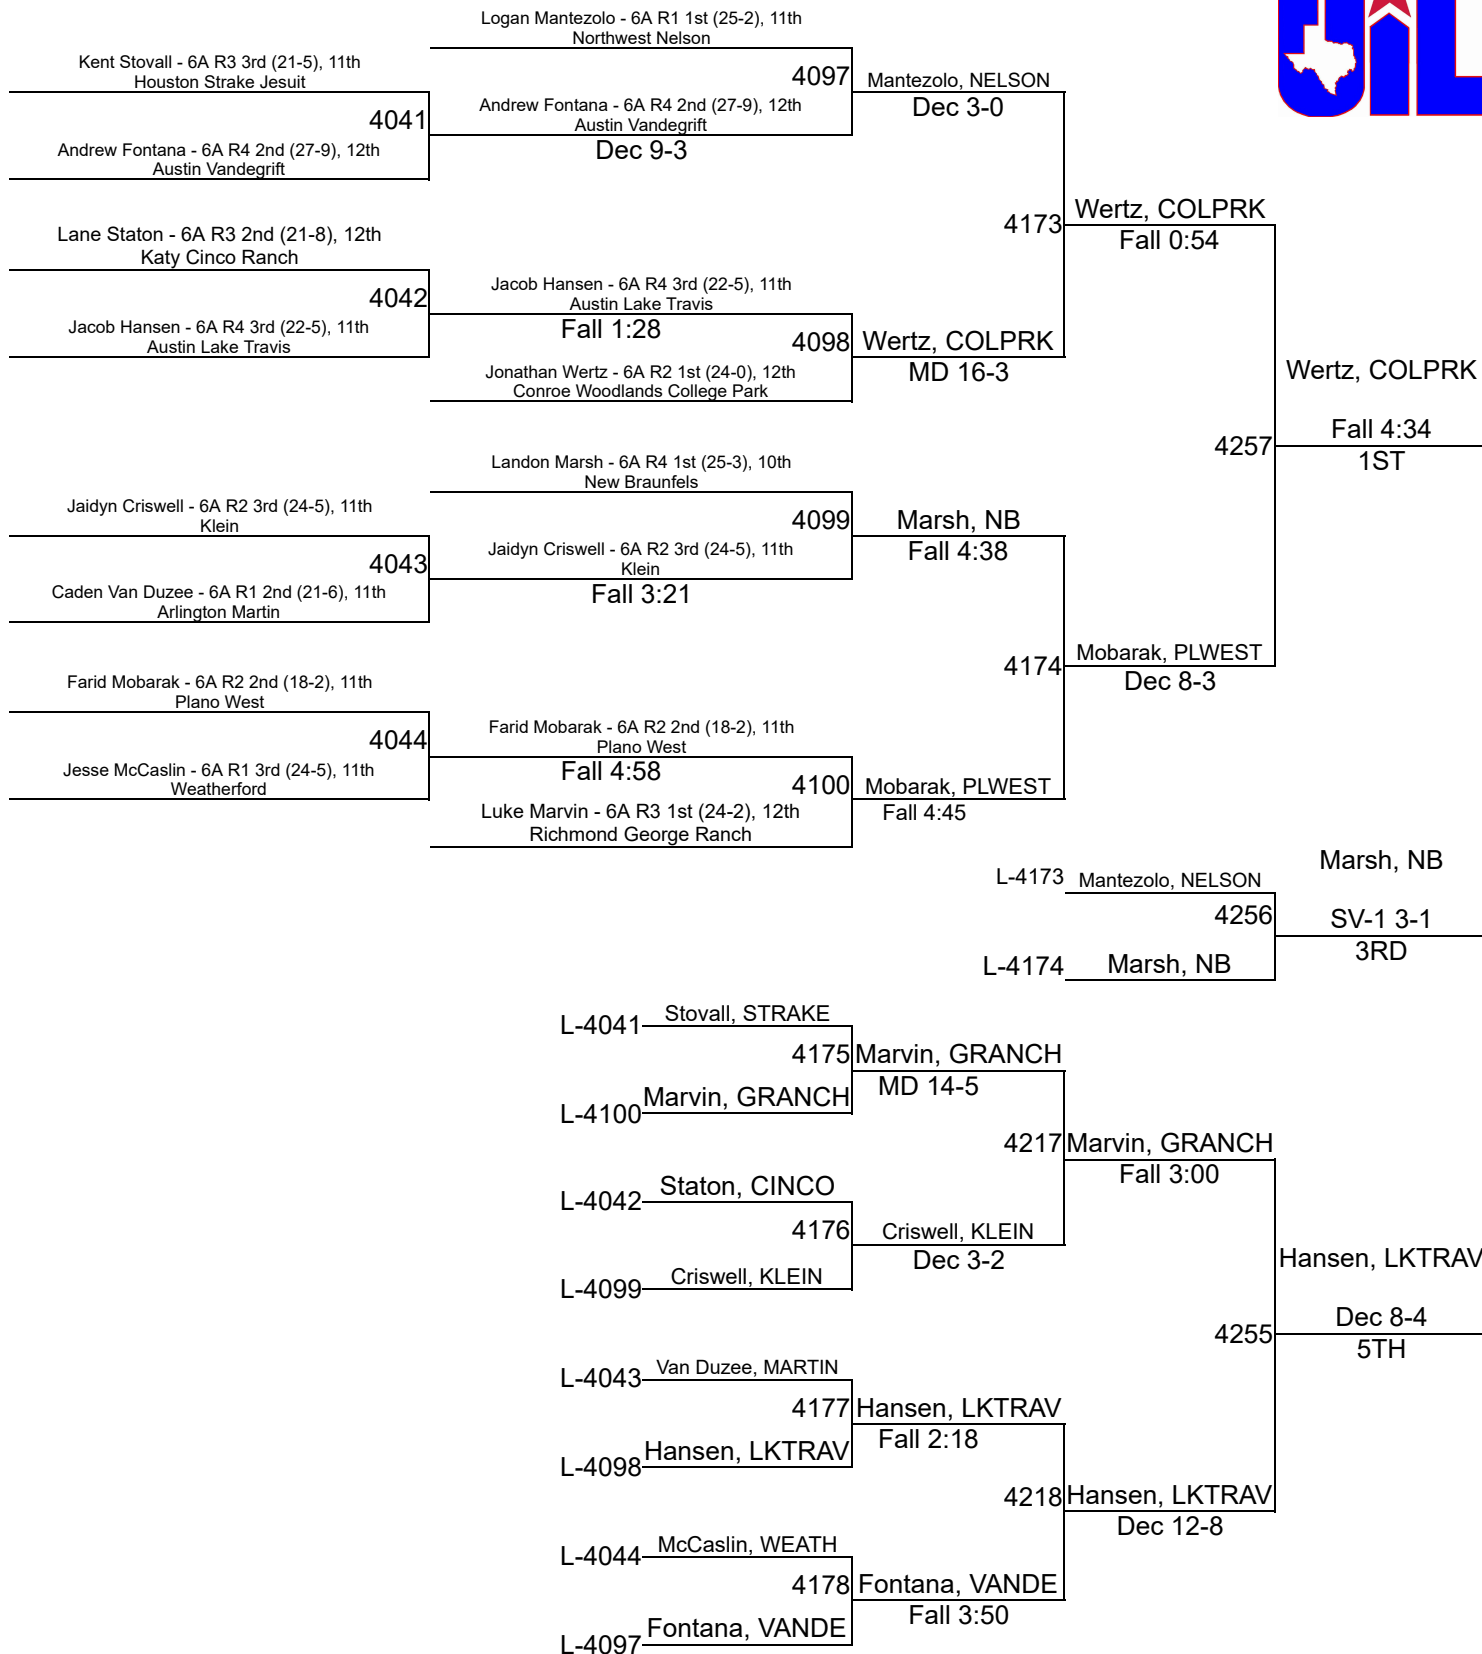 Logan Mantezolo - 6A R1 1st (25-2), 11th
Northwest Nelson
Kent Stovall - 6A R3 3rd (21-5), 11th
Houston Strake Jesuit
4097
Mantezolo, NELSON
Dec 3-0
4041
Andrew Fontana - 6A R4 2nd (27-9), 12th
Austin Vandegrift
Dec 9-3
Andrew Fontana - 6A R4 2nd (27-9), 12th
Austin Vandegrift
UIL
4173
Wertz, COLPRK
Fall 0:54
Lane Staton - 6A R3 2nd (21-8), 12th
Katy Cinco Ranch
4042
Jacob Hansen - 6A R4 3rd (22-5), 11th
Austin Lake Travis
Fall 1:28
Jacob Hansen - 6A R4 3rd (22-5), 11th
Austin Lake Travis
4098
Wertz, COLPRK
MD 16-3
Jonathan Wertz - 6A R2 1st (24-0), 12th
Conroe Woodlands College Park
Wertz, COLPRK
4257
Fall 4:34
1ST
Landon Marsh - 6A R4 1st (25-3), 10th
New Braunfels
Jaidyn Criswell - 6A R2 3rd (24-5), 11th
Klein
4099
Marsh, NB
Fall 4:38
4043
Jaidyn Criswell - 6A R2 3rd (24-5), 11th
Klein
Fall 3:21
Caden Van Duzee - 6A R1 2nd (21-6), 11th
Arlington Martin
4174
Mobarak, PLWEST
Dec 8-3
Farid Mobarak - 6A R2 2nd (18-2), 11th
Plano West
4044
Farid Mobarak - 6A R2 2nd (18-2), 11th
Plano West
Fall 4:58
Jesse McCaslin - 6A R1 3rd (24-5), 11th
Weatherford
4100
Mobarak, PLWEST
Fall 4:45
Luke Marvin - 6A R3 1st (24-2), 12th
Richmond George Ranch
L-4173
Mantezolo, NELSON
Marsh, NB
4256
SV-1 3-1
3RD
L-4174
Marsh, NB
L-4041
Stovall, STRAKE
4175
Marvin, GRANCH
MD 14-5
L-4100
Marvin, GRANCH
4217
Marvin, GRANCH
Fall 3:00
L-4042
Staton, CINCO
4176
Criswell, KLEIN
Dec 3-2
L-4099
Criswell, KLEIN
Hansen, LKTRAV
4255
Dec 8-4
5TH
L-4043
Van Duzee, MARTIN
4177
Hansen, LKTRAV
Fall 2:18
L-4098
Hansen, LKTRAV
4218
Hansen, LKTRAV
Dec 12-8
L-4044
McCaslin, WEATH
4178
Fontana, VANDE
Fall 3:50
L-4097
Fontana, VANDE